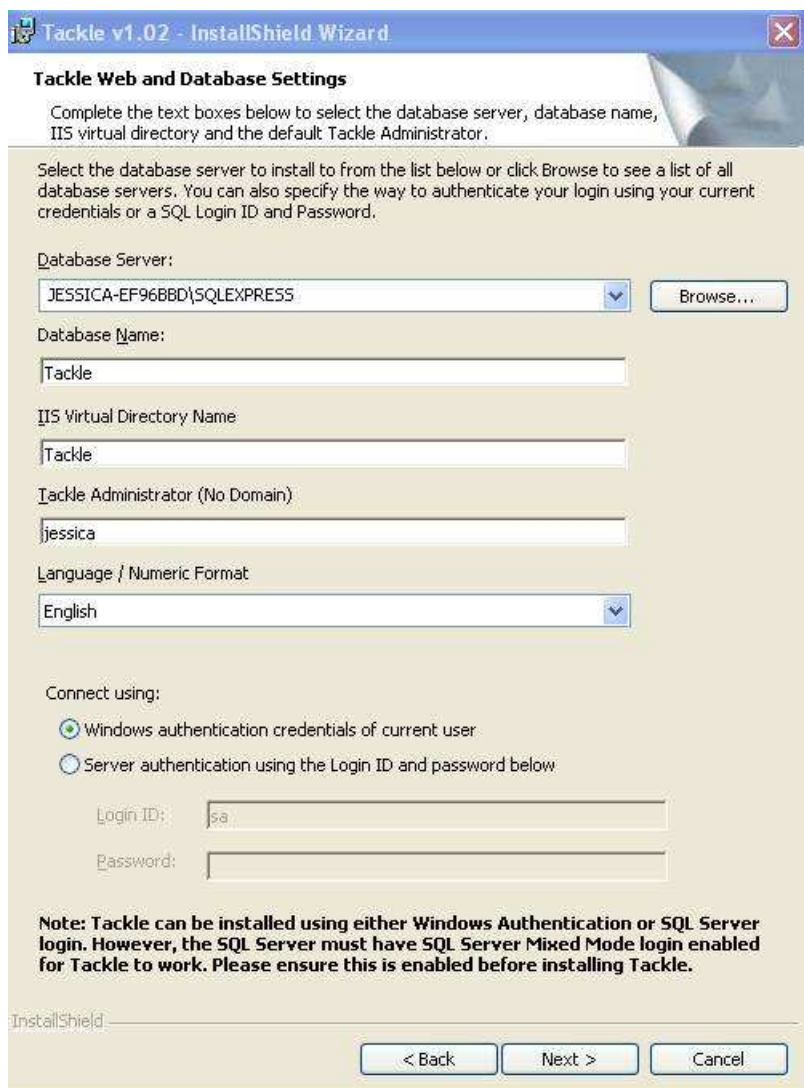 Tackle v1.02 - InstallShield Wizard
Tackle Web and Database Settings
Complete the text boxes below to select the database server, database name,
IIS virtual directory and the default Tackle Administrator.
Select the database server to install to from the list below or click Browse to see a list of all
database servers. You can also specify the way to authenticate your login using your current
credentials or a SQL Login ID and Password.
Database Server:
JESSICA-EF96BBD\SQLEXPRESS
Browse...
Database Name:
Tackle
IIS Virtual Directory Name
Tackle
Tackle Administrator (No Domain)
jessica
Language / Numeric Format
English
Connect using:
Windows authentication credentials of current user
Server authentication using the Login ID and password below
Login ID:
sa
Password:
Note: Tackle can be installed using either Windows Authentication or SQL Server
login. However, the SQL Server must have SQL Server Mixed Mode login enabled
for Tackle to work. Please ensure this is enabled before installing Tackle.
InstallShield
< Back
Next >
Cancel